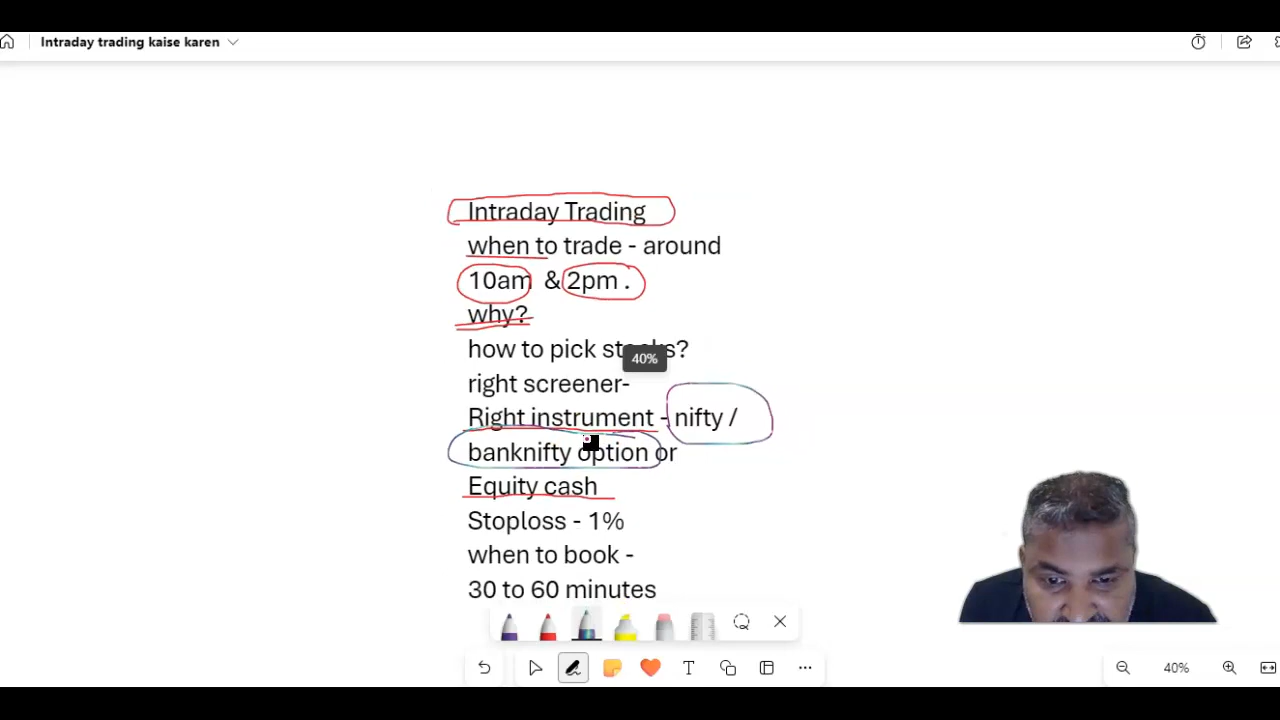 Intraday trading kaise karen
Intraday Trading
when to trade - around
10am & 2pm .
why?
how to pick stocks?
40%
right screener-
Right instrument - nifty /
banknifty option or
Equity cash
Stoploss - 1%
when to book -
30 to 60 minutes
40%